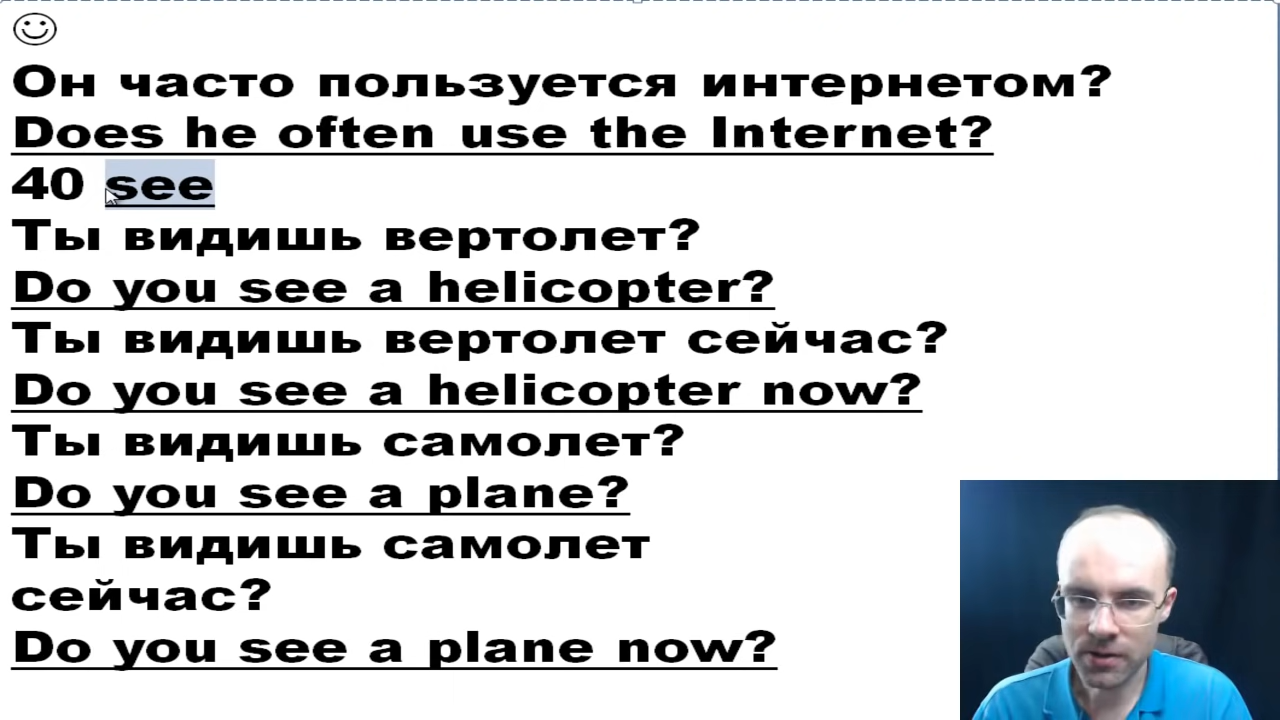 Он часто пользуется интернетом?
Does he often use the Internet?
40 see
Ты видишь вертолет?
Do you see a helicopter?
Ты видишь вертолет сейчас?
Do you see a helicopter now?
Ты видишь самолет?
Do you see a plane?
Ты видишь самолет
сейчас?
Do you see a plane now?